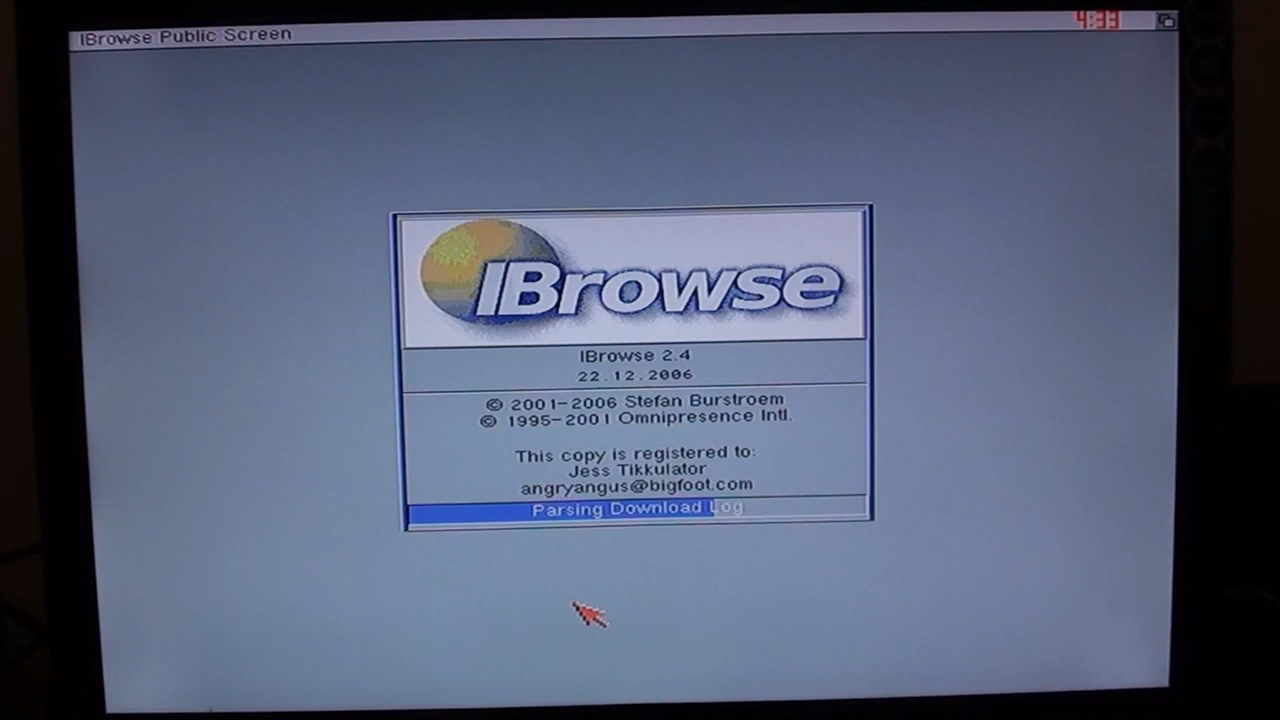 IBrowse Public Screen
4:33
IBrowse
IBrowse 2.4
22.12.2006
© 2001-2006 Stefan Burstroem
© 1995-2001 Omnipresence Intl.
This copy is registered to:
Jess Tikkulator
angryangus@bigfoot.com
Parsing Download Log